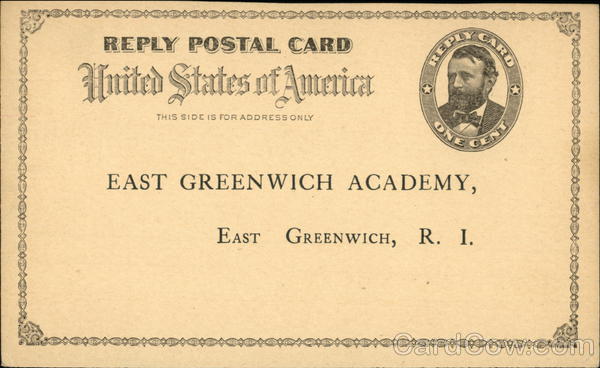 REPLY POSTAL CARD
United States of America
THIS SIDE IS FOR ADDRESS ONLY
REPLY CARD
ONE CENT
EAST GREENWICH ACADEMY,
EAST GREENWICH, R. I.
CardCow.com